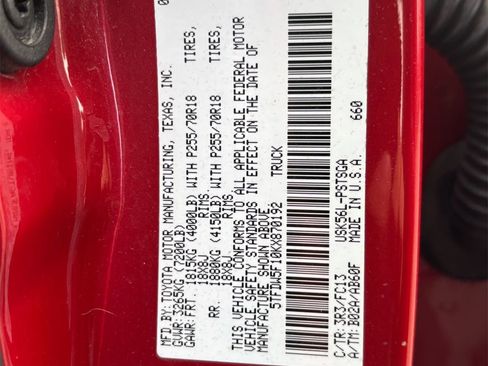 MFD.BY:TOYOTA MOTOR MANUFACTURING, TEXAS, INC.
GVWR:3265KG(7200LB)
GAWR:FRT. 1815KG (4000LB) WITH P255/70R18 TIRES,
18X8J RIMS,
RR. 1880KG (4150LB) WITH P255/70R18 TIRES,
18X8J RIMS.
THIS VEHICLE CONFORMS TO ALL APPLICABLE FEDERAL MOTOR
VEHICLE SAFETY STANDARDS IN EFFECT ON THE DATE OF
MANUFACTURE SHOWN ABOVE.
5TFDW5F10KX870192 TRUCK
660
C/TR:3R3/FC13 USK56L-PSTSGA
A/TM:B02A/AB60F MADE IN U.S.A.